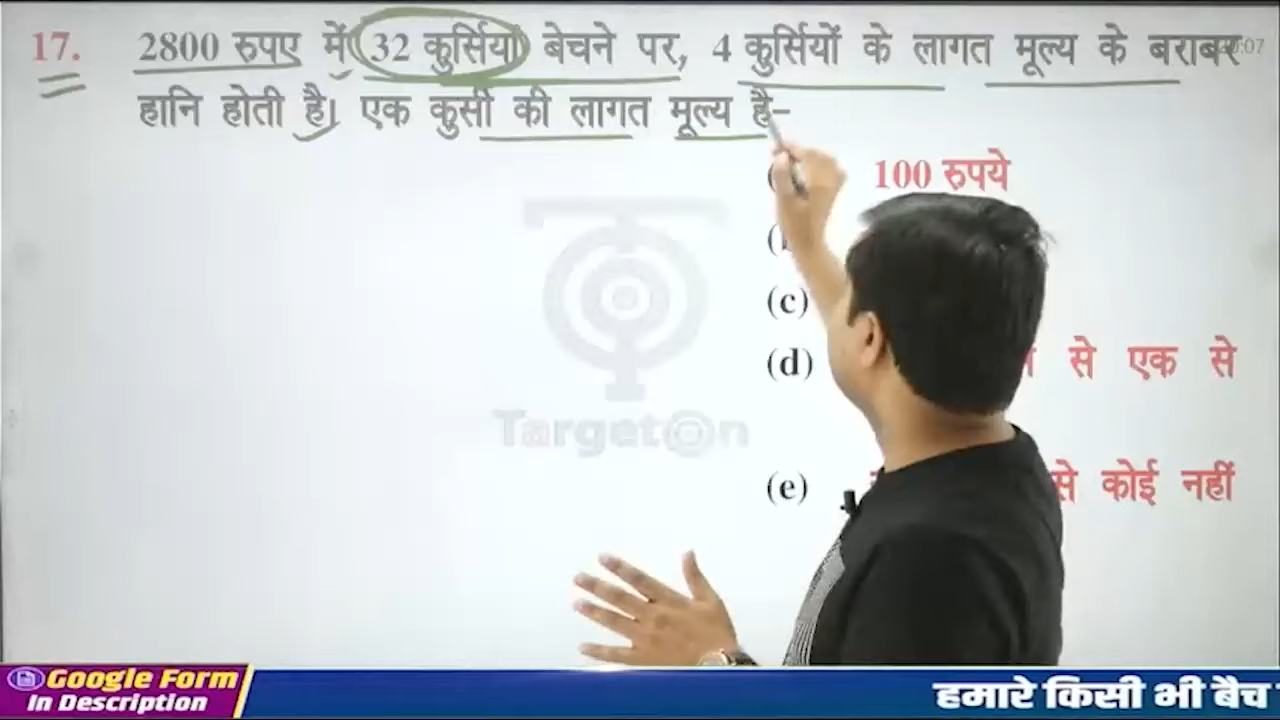 17. 2800 रुपए में 32 कुर्सियां बेचने पर, 4 कुर्सियों के लागत मूल्य के बराबर
हानि होती है। एक कुर्सी की लागत मूल्य है-
100 रुपये
(c)
(d) से एक से
(e) से कोई नहीं
TargetOn
Google Form
In Description
हमारे किसी भी बैच